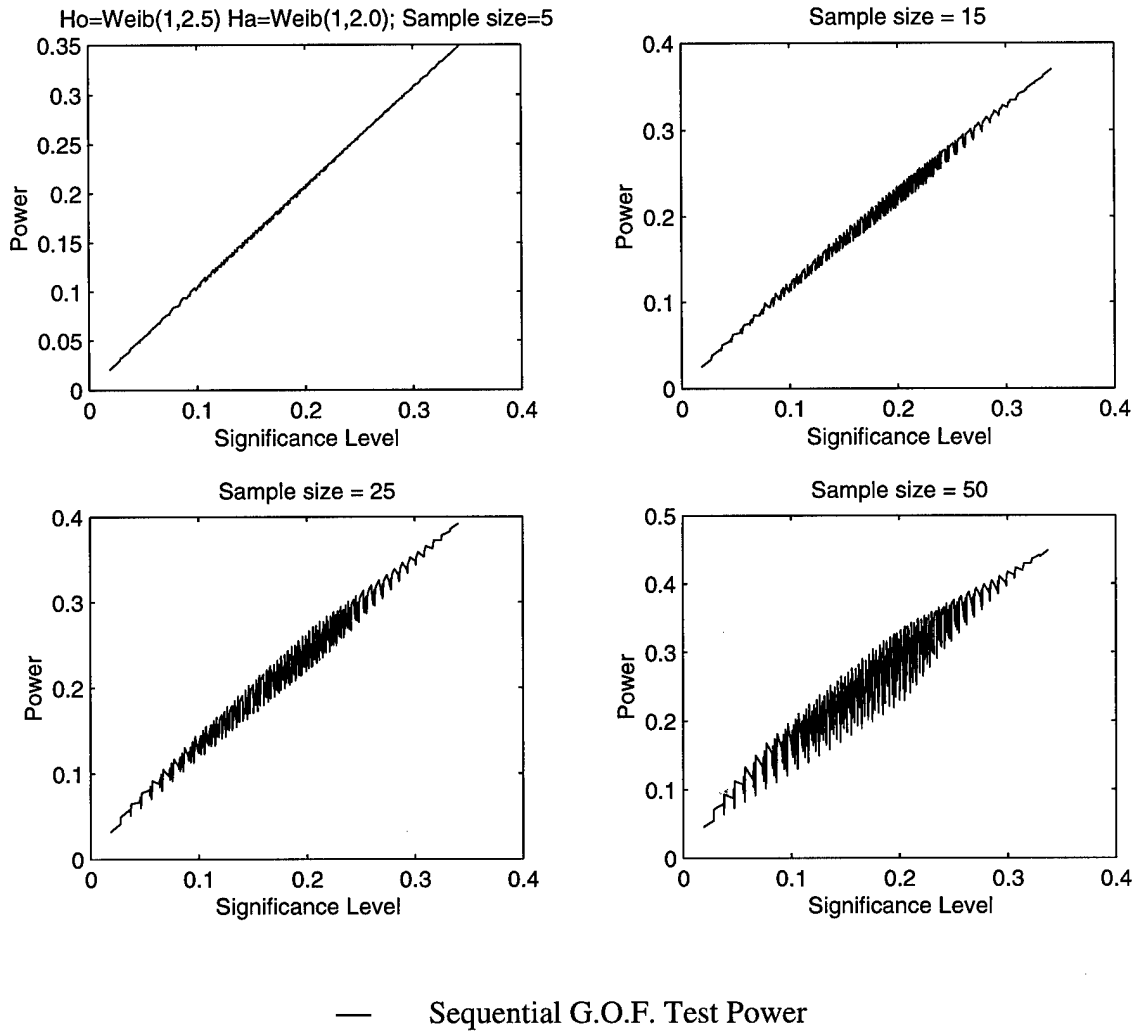 Ho=Weib(1,2.5) Ha=Weib(1,2.0); Sample size=5
0.35
0.3
0.25
0.2
0.15
0.1
0.05
0
Power
0 0.1 0.2 0.3 0.4
Significance Level
Sample size = 15
0.4
0.3
0.2
0.1
0
Power
0 0.1 0.2 0.3 0.4
Significance Level
Sample size = 25
0.4
0.3
0.2
0.1
0
Power
0 0.1 0.2 0.3 0.4
Significance Level
Sample size = 50
0.5
0.4
0.3
0.2
0.1
0
Power
0 0.1 0.2 0.3 0.4
Significance Level
— Sequential G.O.F. Test Power